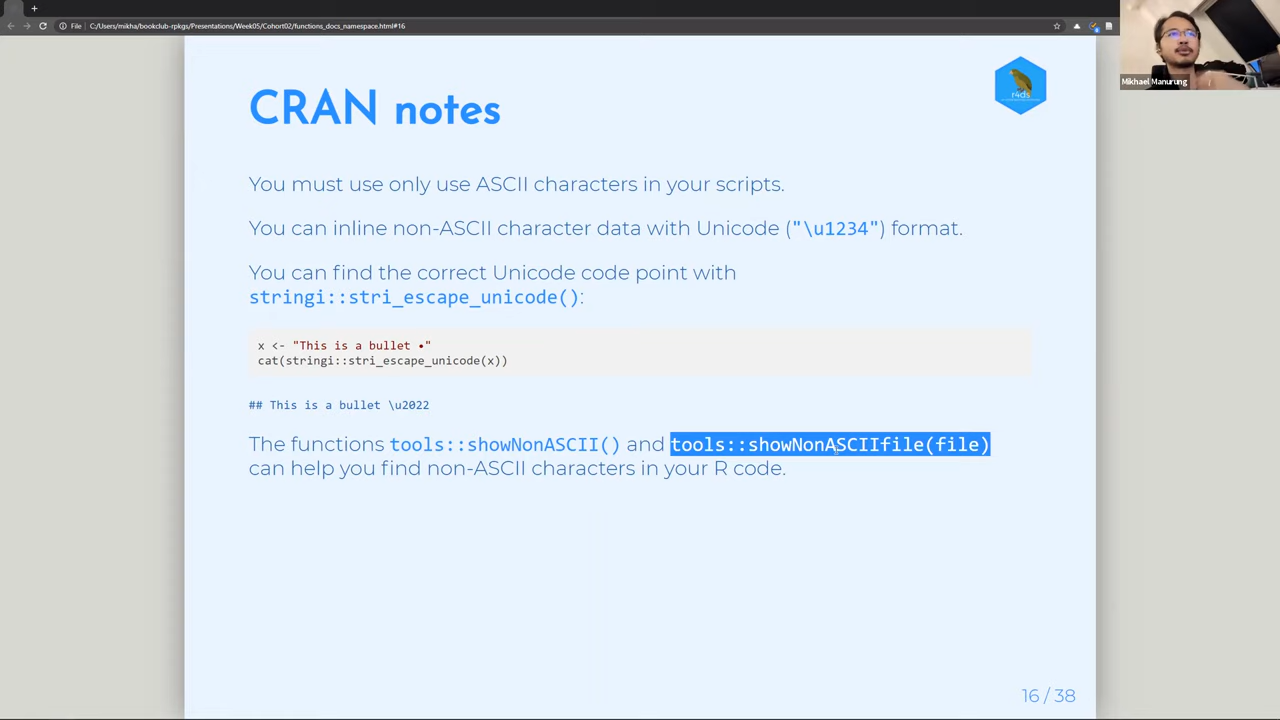 File
C:/Users/mikha/bookclub-rpkgs/Presentations/Week05/Cohort02/functions_docs_namespace.html#16
Mikhael Manurung
CRAN notes
r4ds
You must use only use ASCII characters in your scripts.
You can inline non-ASCII character data with Unicode ("\u1234") format.
You can find the correct Unicode code point with
stringi::stri_escape_unicode():
x <- "This is a bullet •"
cat(stringi::stri_escape_unicode(x))
## This is a bullet \u2022
The functions tools::showNonASCII() and tools::showNonASCIIfile(file)
can help you find non-ASCII characters in your R code.
16 / 38